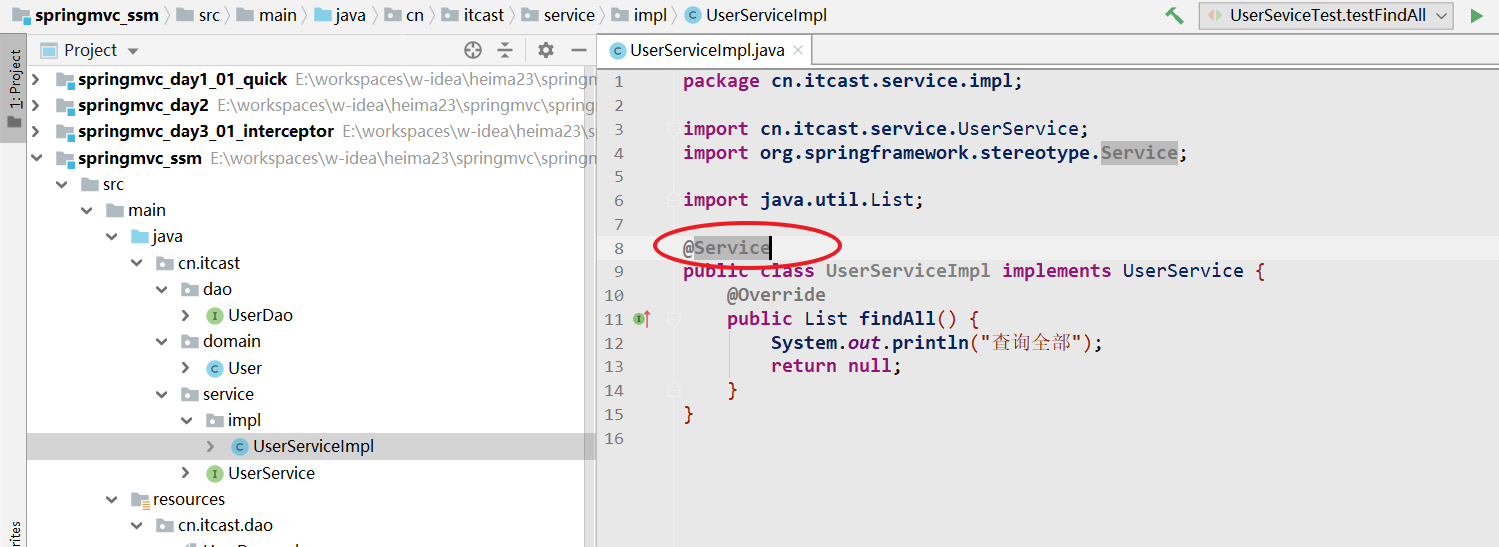 springmvc_ssm src main java cn itcast service impl UserServiceImpl UserSeviceTest.testFindAll
1: Project
Project
springmvc_day1_01_quick E:\workspaces\w-idea\heima23\springm
springmvc_day2 E:\workspaces\w-idea\heima23\springmvc\spring
springmvc_day3_01_interceptor E:\workspaces\w-idea\heima23\s
springmvc_ssm E:\workspaces\w-idea\heima23\springmvc\springm
src
main
java
cn.itcast
dao
UserDao
domain
User
service
impl
UserServiceImpl
UserService
resources
cn.itcast.dao
rites
UserServiceImpl.java
1 package cn.itcast.service.impl;
2
3 import cn.itcast.service.UserService;
4 import org.springframework.stereotype.Service;
5
6 import java.util.List;
7
8 @Service
9 public class UserServiceImpl implements UserService {
10 @Override
11 public List findAll() {
12 System.out.println("查询全部");
13 return null;
14 }
15 }
16